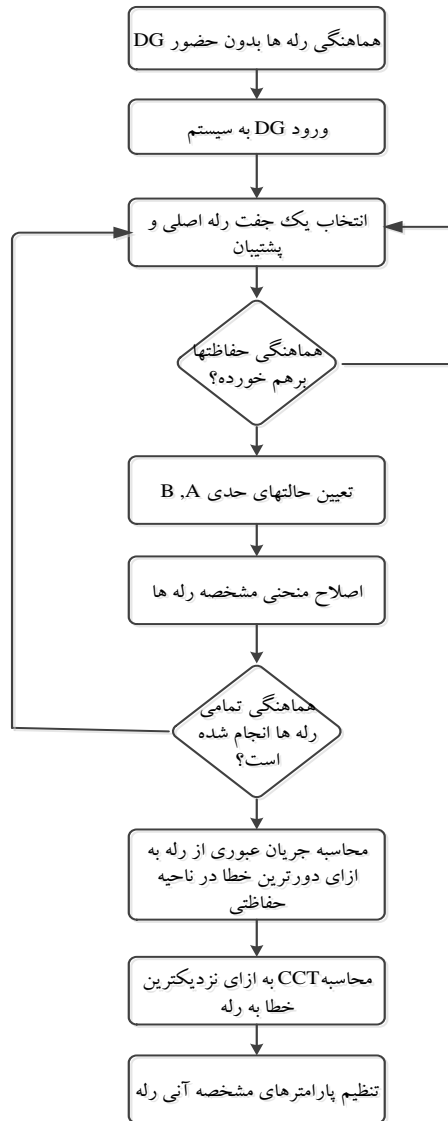 هماهنگی رله ها بدون حضور DG
ورود DG به سیستم
انتخاب یک جفت رله اصلی و
پشتیبان
هماهنگی حفاظتها
برهم خورده؟
تعیین حالتهای حدی B ,A
اصلاح منحنی مشخصه رله ها
هماهنگی تمامی
رله ها انجام شده
است؟
محاسبه جریان عبوری از رله به
ازای دورترین خطا در ناحیه
حفاظتی
محاسبه CCT به ازای نزدیکترین
خطا به رله
تنظیم پارامترهای مشخصه آنی رله